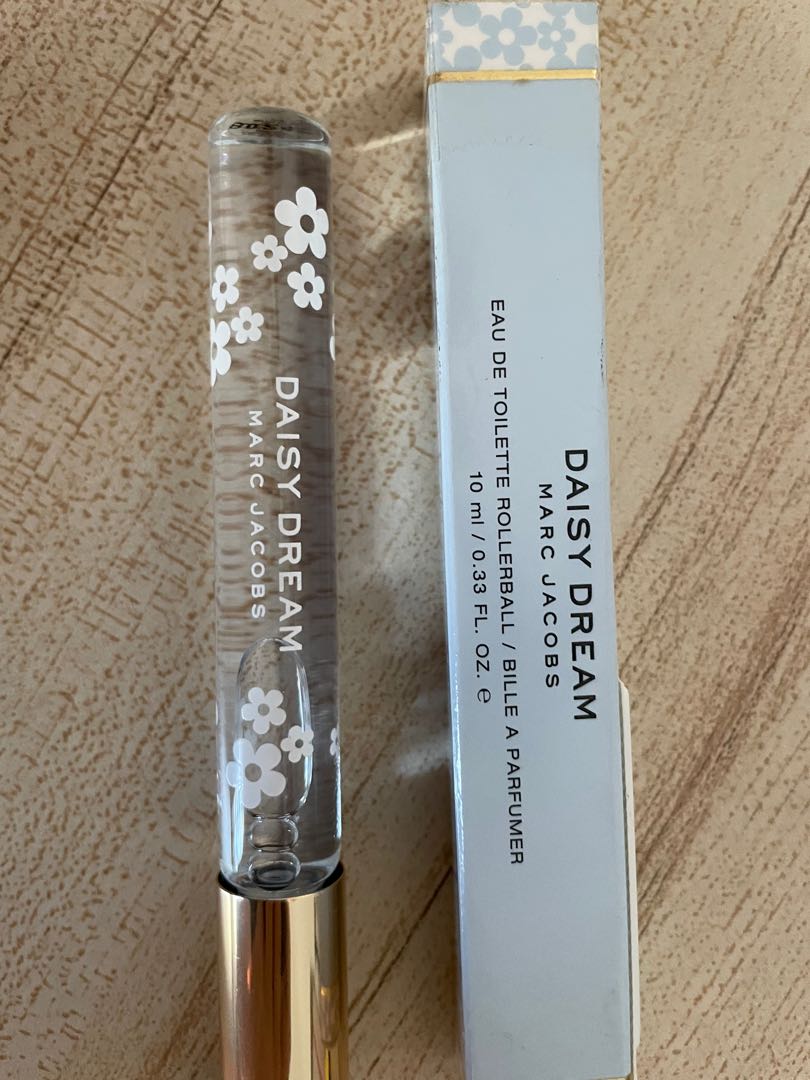 DAISY DREAM
MARC JACOBS
DAISY DREAM
MARC JACOBS
EAU DE TOILETTE ROLLERBALL / BILLE A PARFUMER
10 ml / 0.33 FL. OZ. ℮